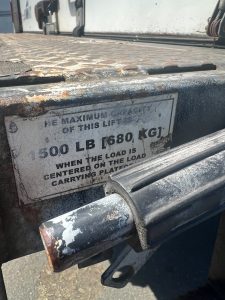 HE MAXIMUM CAPACITY
OF THIS LIFT IS
1500 LB [680 KG]
WHEN THE LOAD IS
CENTERED ON THE LOAD
CARRYING PLATFORM